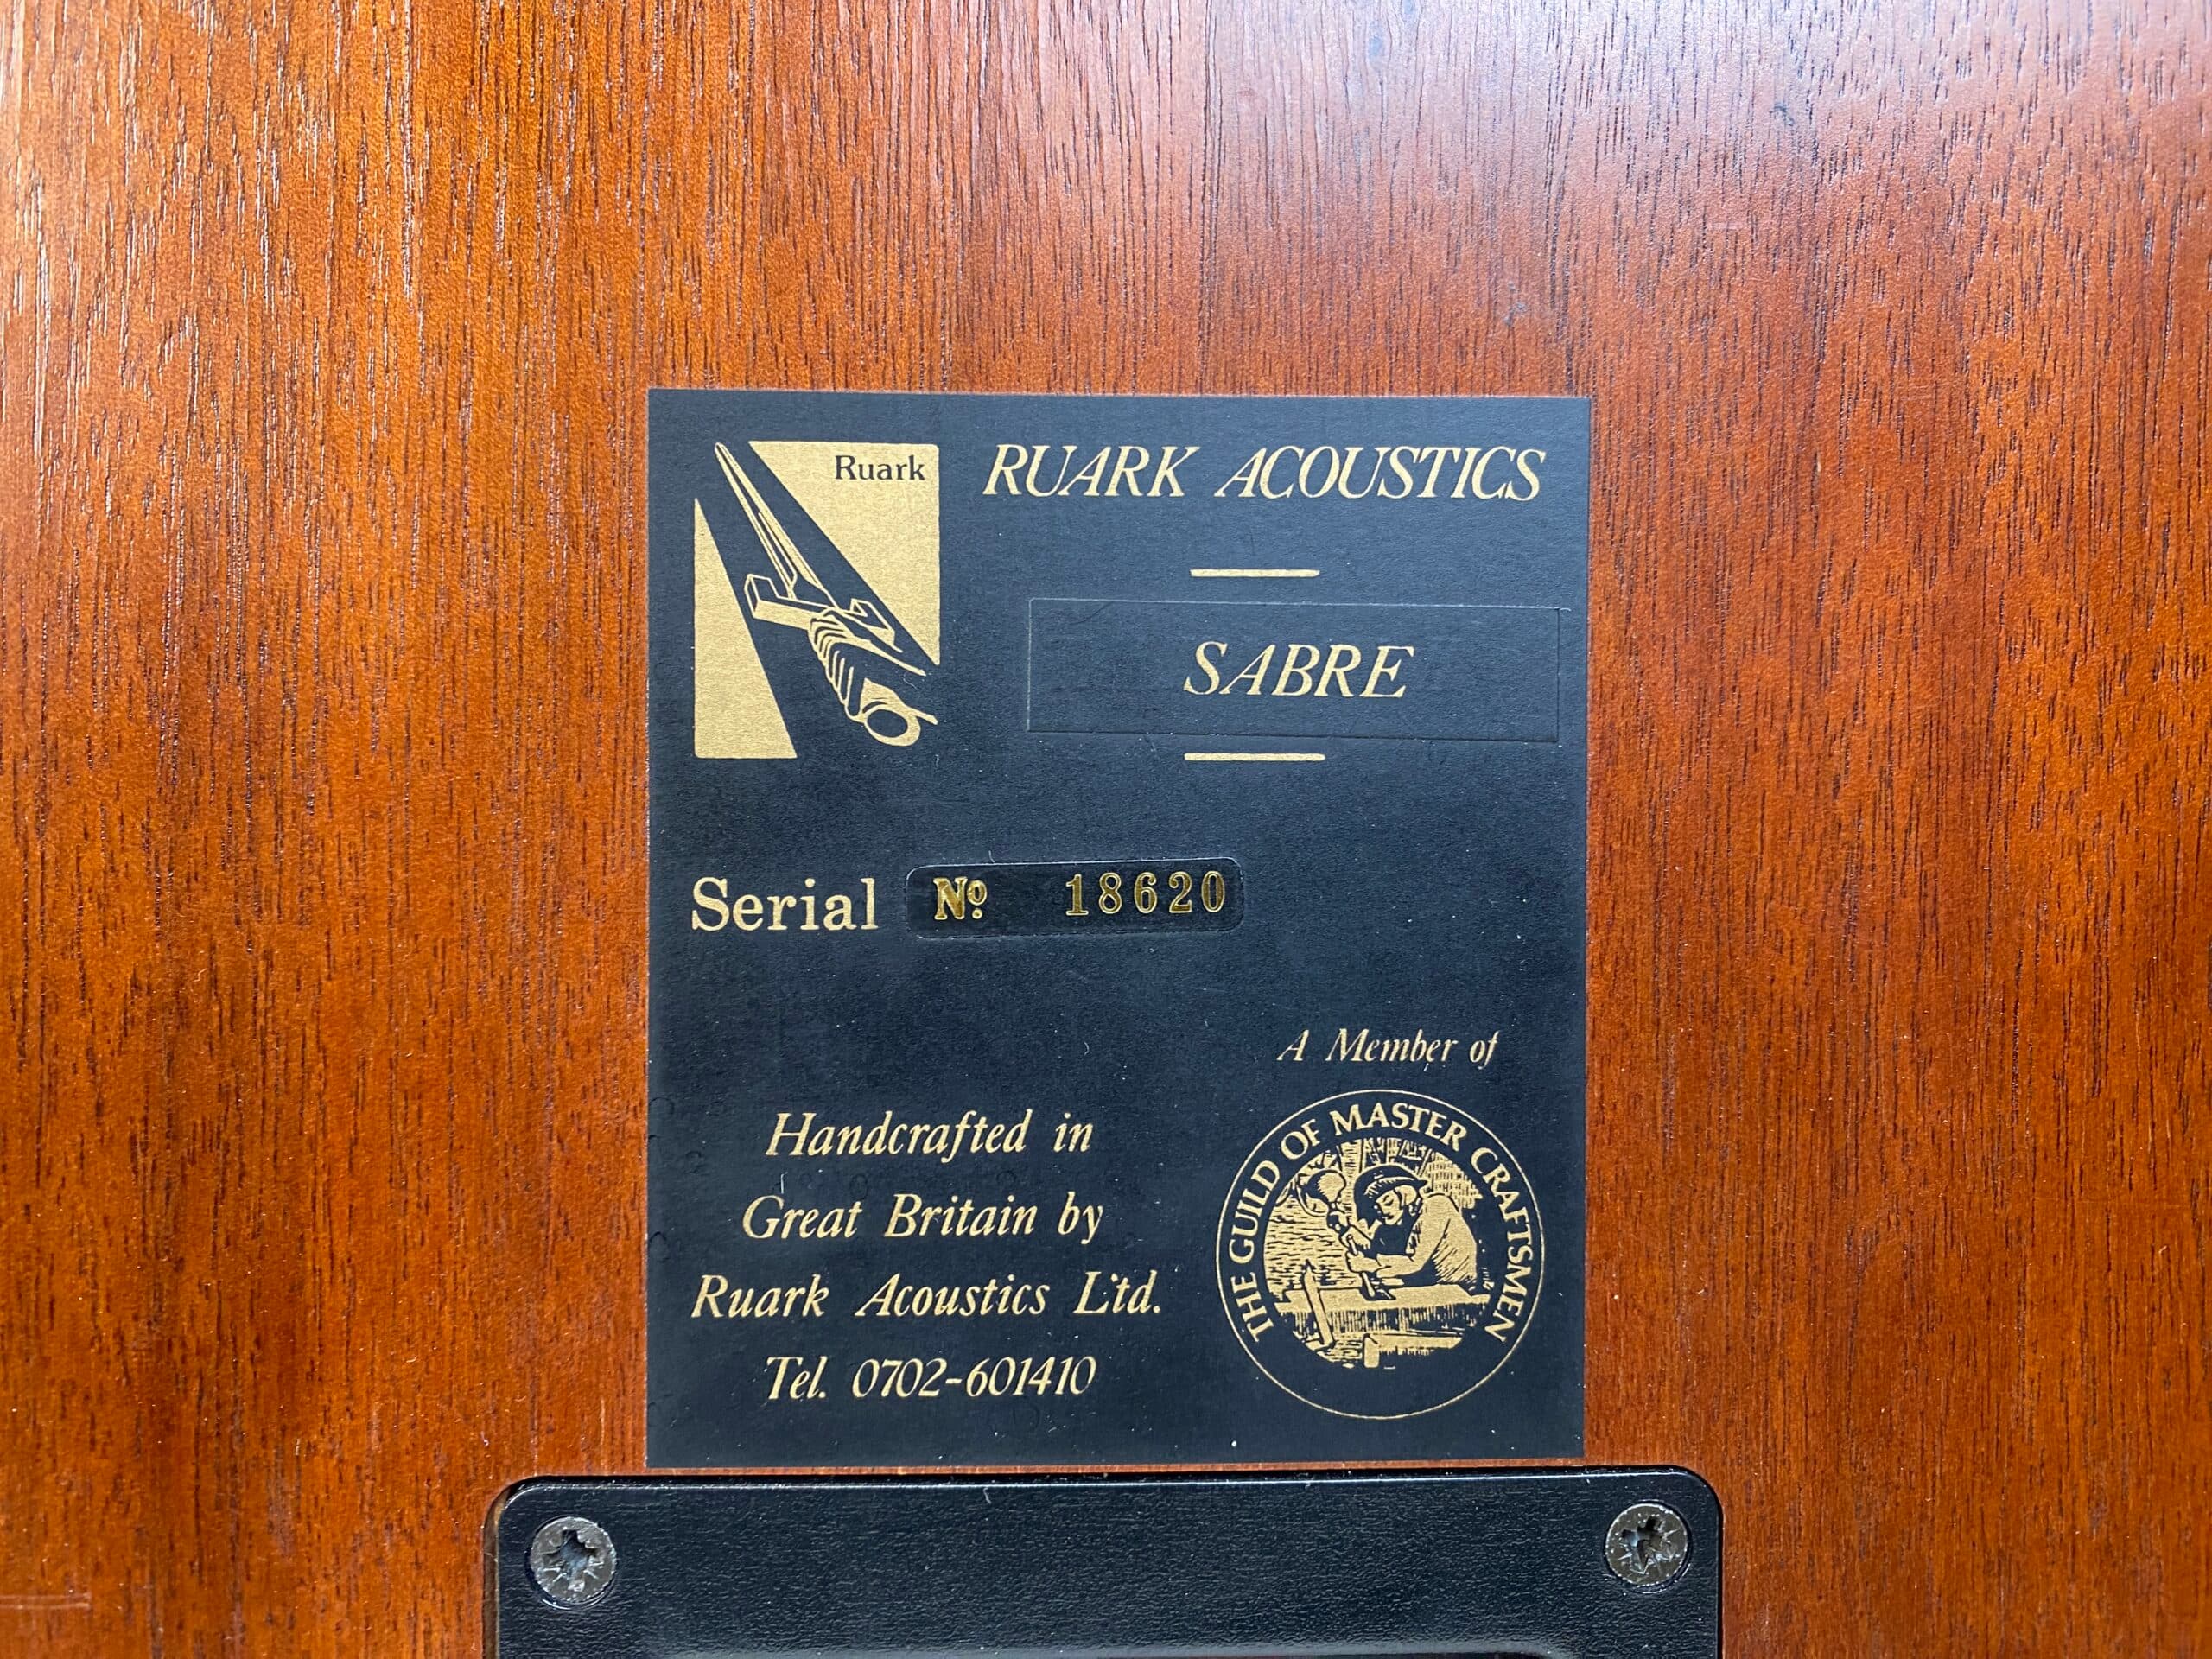 Ruark
RUARK ACOUSTICS
SABRE
Serial Nº 18620
A Member of
THE GUILD OF MASTER CRAFTSMEN
Handcrafted in
Great Britain by
Ruark Acoustics Ltd.
Tel. 0702-601410